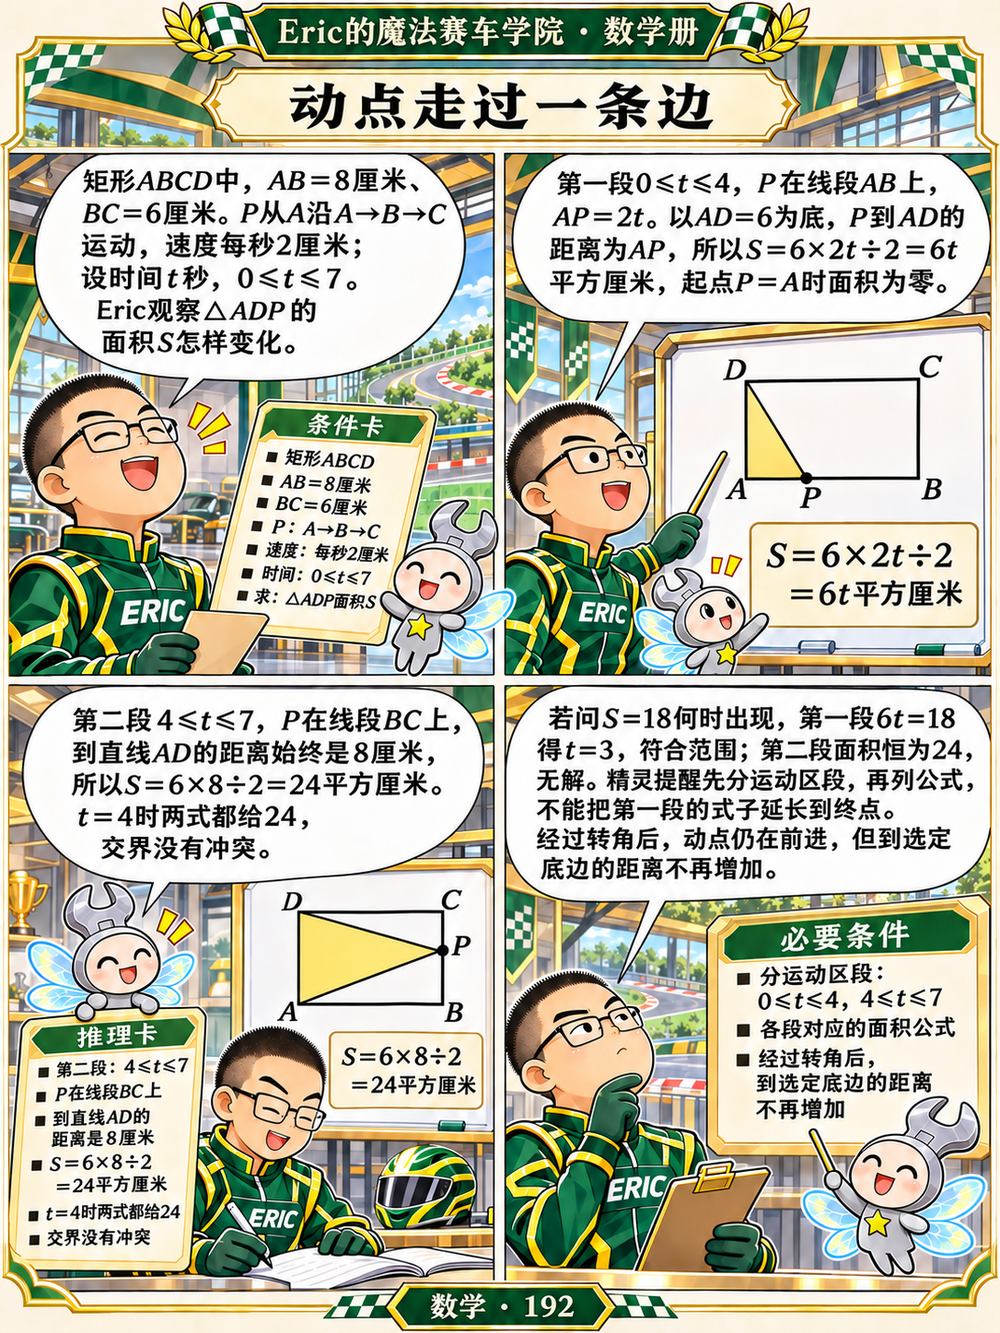 Eric的魔法赛车学院·数学册
动点走过一条边
矩形ABCD中，AB=8厘米、
BC=6厘米。P从A沿A→B→C
运动，速度每秒2厘米；
设时间t秒，0≤t≤7。
Eric观察△ADP的
面积S怎样变化。
条件卡
■ 矩形ABCD
■ AB=8厘米
■ BC=6厘米
■ P：A→B→C
■ 速度：每秒2厘米
■ 时间：0≤t≤7
■ 求：△ADP面积S
ERIC
第一段0≤t≤4，P在线段AB上，
AP=2t。以AD=6为底，P到AD的
距离为AP，所以S=6×2t÷2=6t
平方厘米，起点P=A时面积为零。
D C
A P B
S=6×2t÷2
=6t平方厘米
ERIC
第二段4≤t≤7，P在线段BC上，
到直线AD的距离始终是8厘米，
所以S=6×8÷2=24平方厘米。
t=4时两式都给24，
交界没有冲突。
D C
P
A B
S=6×8÷2
=24平方厘米
推理卡
■ 第二段：4≤t≤7
■ P在线段BC上
■ 到直线AD的
距离是8厘米
■ S=6×8÷2
=24平方厘米
■ t=4时两式都给24
■ 交界没有冲突
ERIC
若问S=18何时出现，第一段6t=18
得t=3，符合范围；第二段面积恒为24，
无解。精灵提醒先分运动区段，再列公式，
不能把第一段的式子延长到终点。
经过转角后，动点仍在前进，但到选定
底边的距离不再增加。
必要条件
■ 分运动区段：
0≤t≤4，4≤t≤7
■ 各段对应的面积公式
■ 经过转角后，
到选定底边的距离
不再增加
ERIC
数学·192